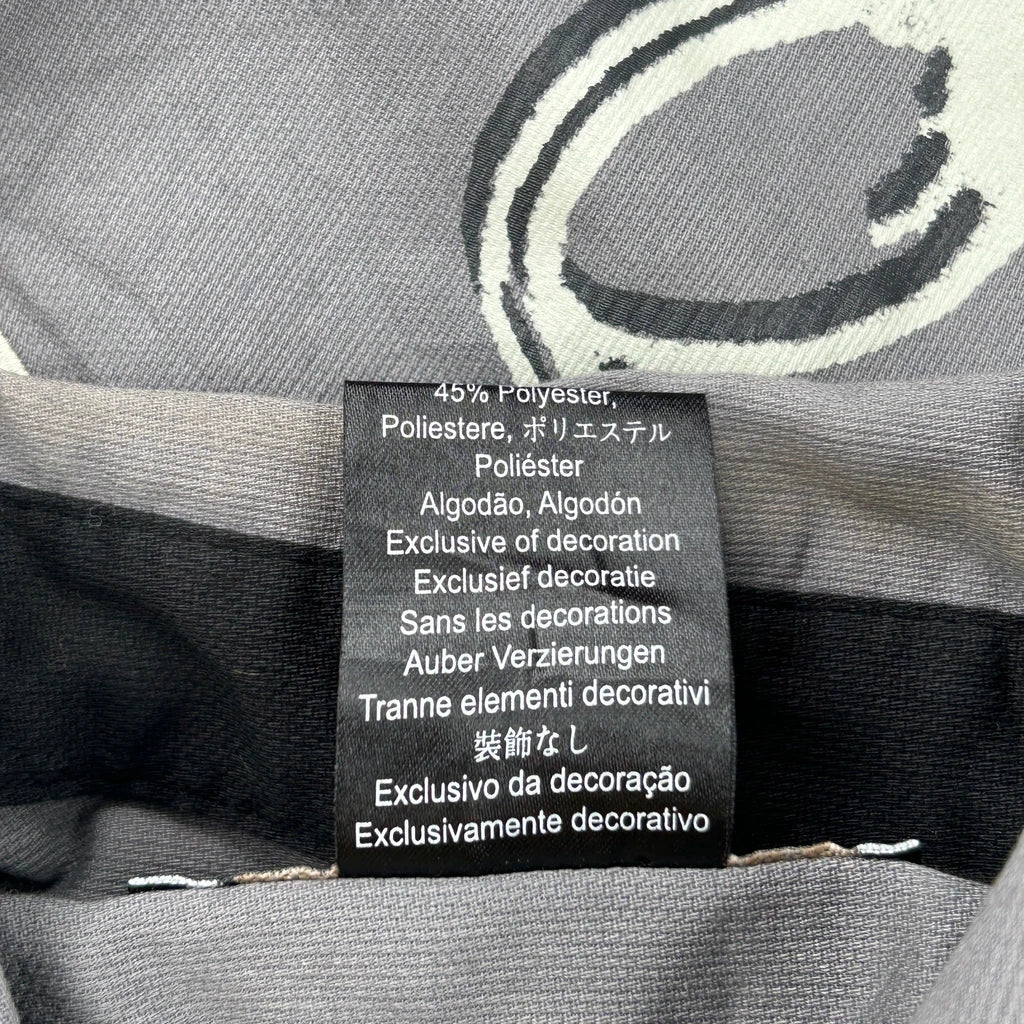 45% Polyester,
Poliestere, ポリエステル
Poliéster
Algodão, Algodón
Exclusive of decoration
Exclusief decoratie
Sans les decorations
Auber Verzierungen
Tranne elementi decorativi
裝飾なし
Exclusivo da decoração
Exclusivamente decorativo